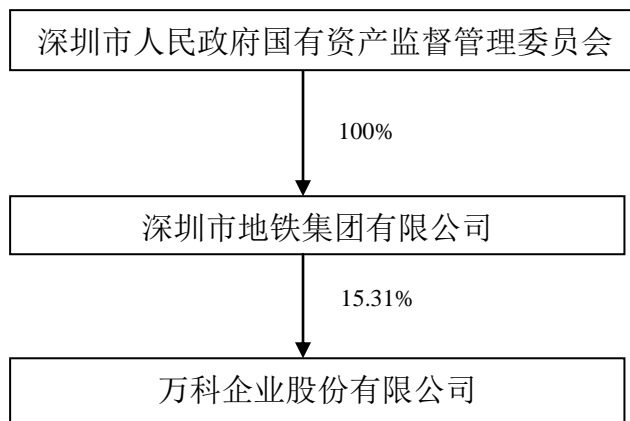 深圳市人民政府国有资产监督管理委员会
100%
深圳市地铁集团有限公司
15.31%
万科企业股份有限公司